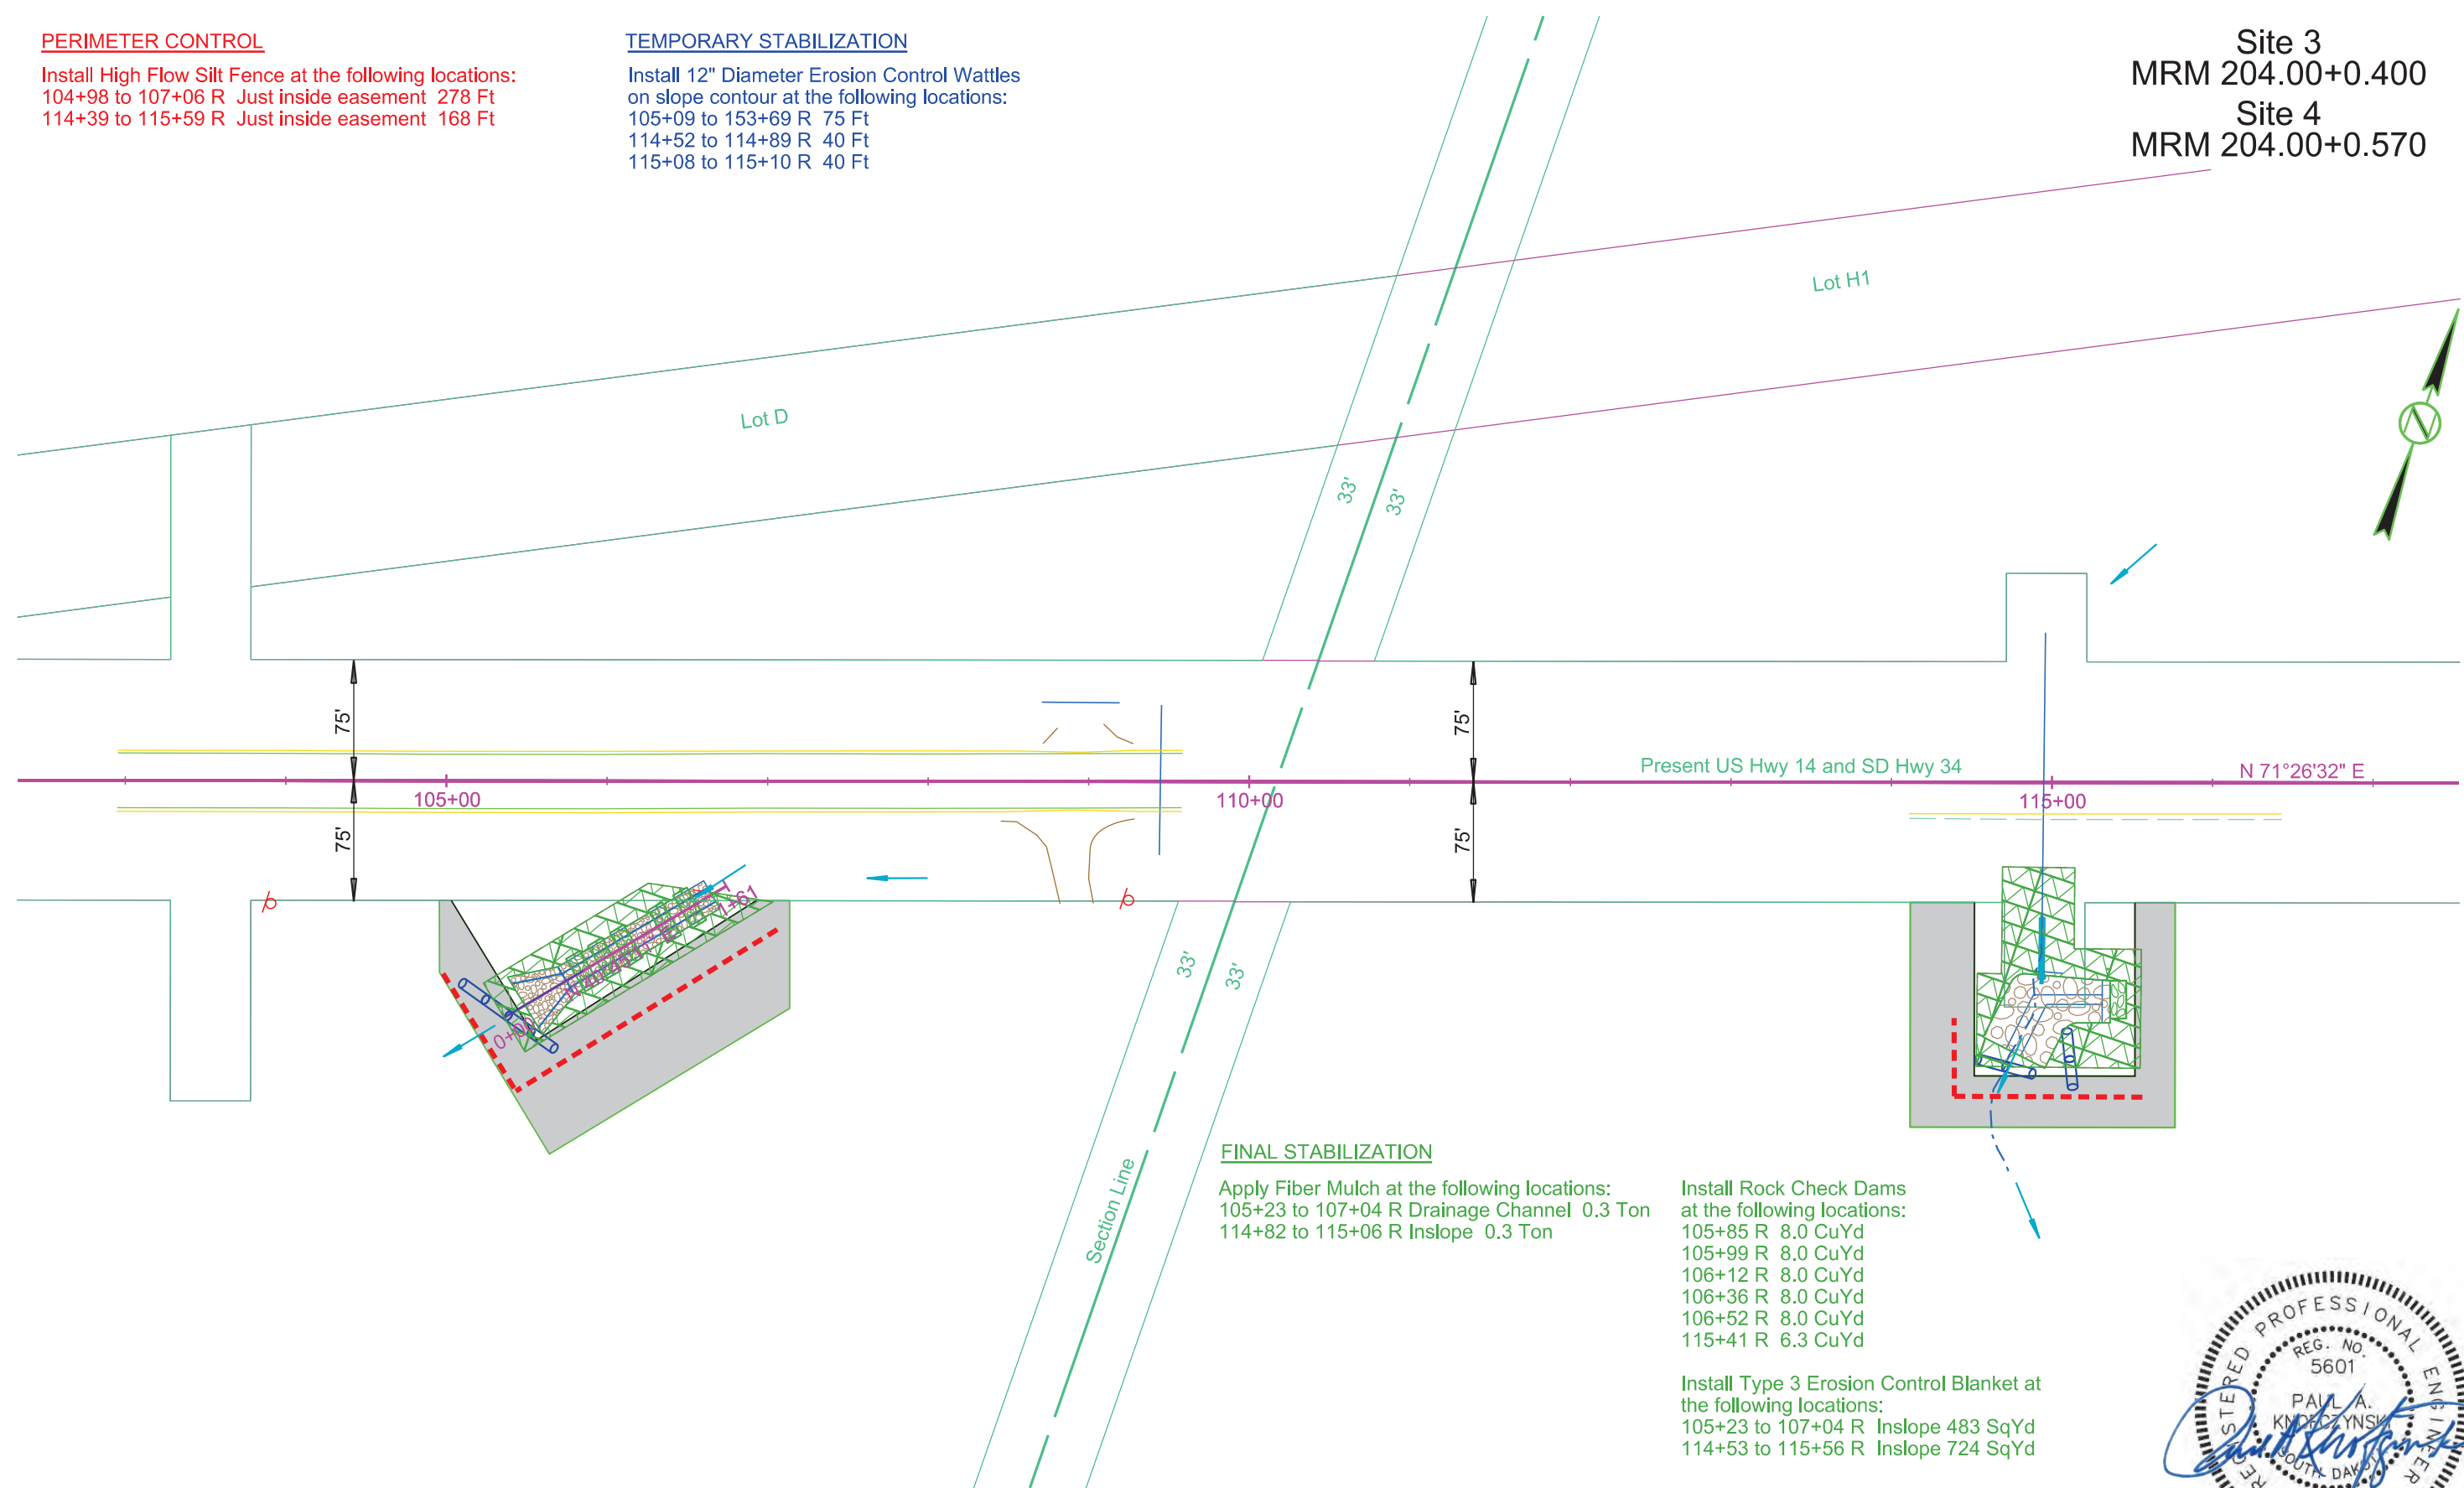 PERIMETER CONTROL
Install High Flow Silt Fence at the following locations:
104+98 to 107+06 R Just inside easement 278 Ft
114+39 to 115+59 R Just inside easement 168 Ft
TEMPORARY STABILIZATION
Install 12" Diameter Erosion Control Wattles
on slope contour at the following locations:
105+09 to 153+69 R 75 Ft
114+52 to 114+89 R 40 Ft
115+08 to 115+10 R 40 Ft
Site 3
MRM 204.00+0.400
Site 4
MRM 204.00+0.570
Lot H1
Lot D
33'
33'
N
75'
75'
Present US Hwy 14 and SD Hwy 34
N 71°26'32" E
105+00
110+00
115+00
75'
75'
1+61
0+00
33'
33'
Section Line
FINAL STABILIZATION
Apply Fiber Mulch at the following locations:
105+23 to 107+04 R Drainage Channel 0.3 Ton
114+82 to 115+06 R Inslope 0.3 Ton
Install Rock Check Dams
at the following locations:
105+85 R 8.0 CuYd
105+99 R 8.0 CuYd
106+12 R 8.0 CuYd
106+36 R 8.0 CuYd
106+52 R 8.0 CuYd
115+41 R 6.3 CuYd
Install Type 3 Erosion Control Blanket at
the following locations:
105+23 to 107+04 R Inslope 483 SqYd
114+53 to 115+56 R Inslope 724 SqYd
REGISTERED PROFESSIONAL ENGINEER
REG. NO.
5601
PAUL A.
SOUTH